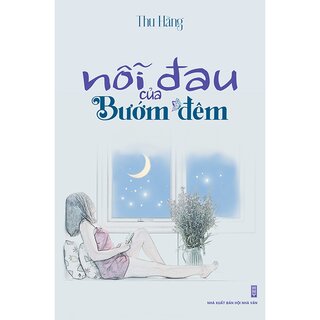 Thu Hằng
nỗi đau
của
Bướm đêm
NHÀ XUẤT BẢN HỘI NHÀ VĂN